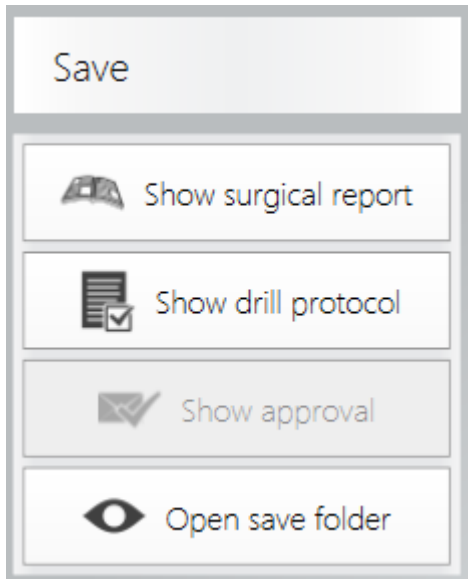 Save
Show surgical report
Show drill protocol
Show approval
Open save folder